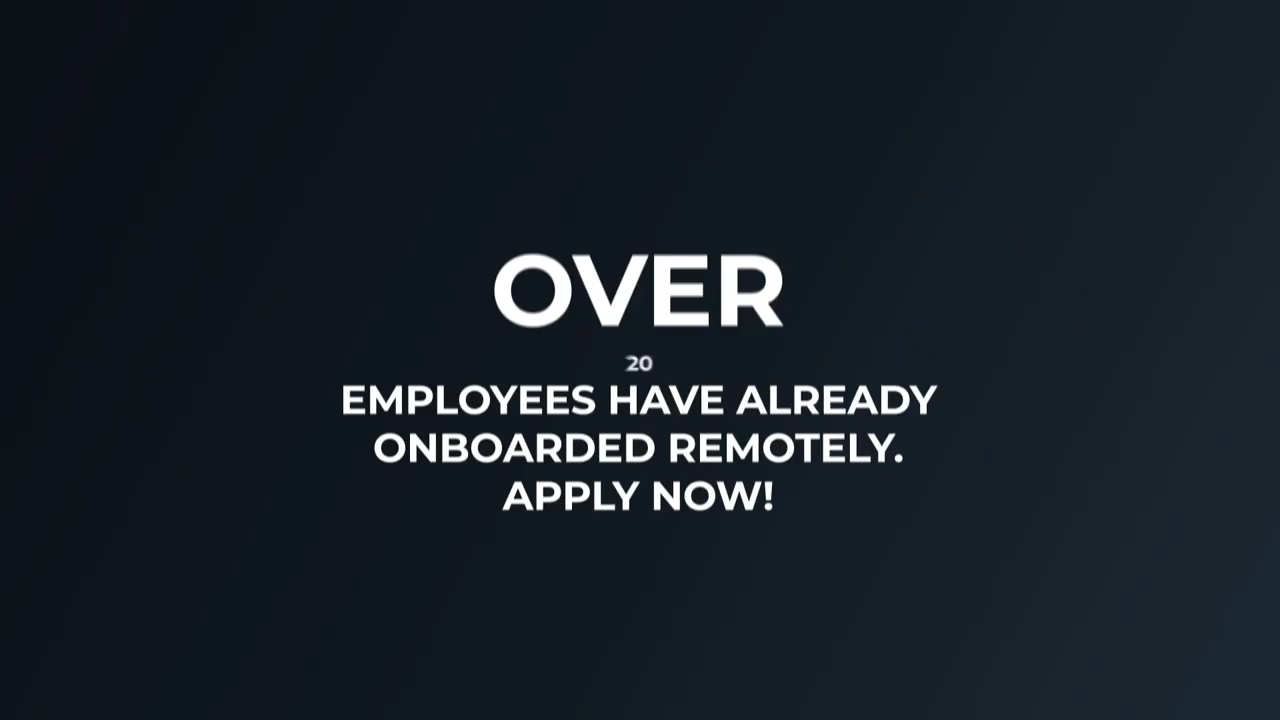 OVER
20
EMPLOYEES HAVE ALREADY
ONBOARDED REMOTELY.
APPLY NOW!